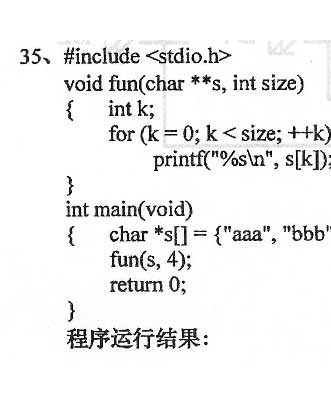 35、#include <stdio.h>
void fun(char **s, int size)
{ int k;
for (k = 0; k < size; ++k)
printf("%s\n", s[k]);
}
int main(void)
{ char *s[] = {"aaa", "bbb"
fun(s, 4);
return 0;
}
程序运行结果：